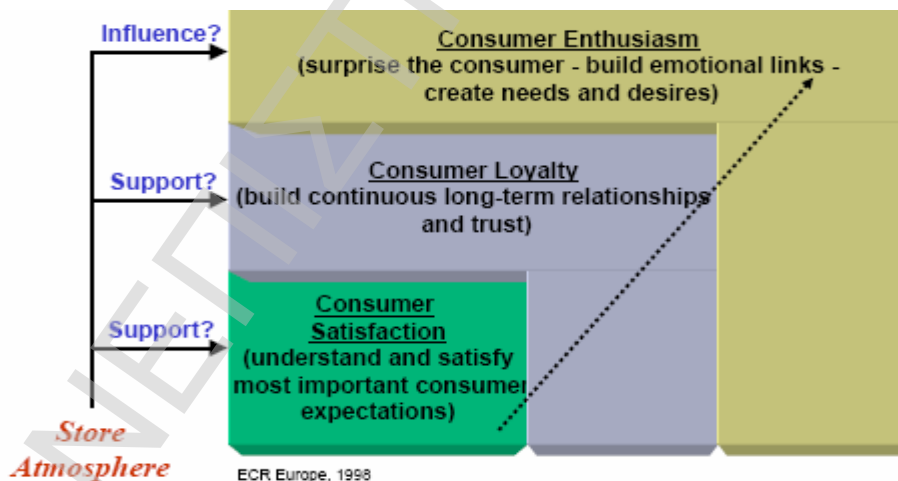 Influence?
Consumer Enthusiasm
(surprise the consumer - build emotional links -
create needs and desires)
Support?
Consumer Loyalty
(build continuous long-term relationships
and trust)
Support?
Consumer
Satisfaction
(understand and satisfy
most important consumer
expectations)
Store
Atmosphere
ECR Europe, 1998
ΝΕΠΙΣΤ